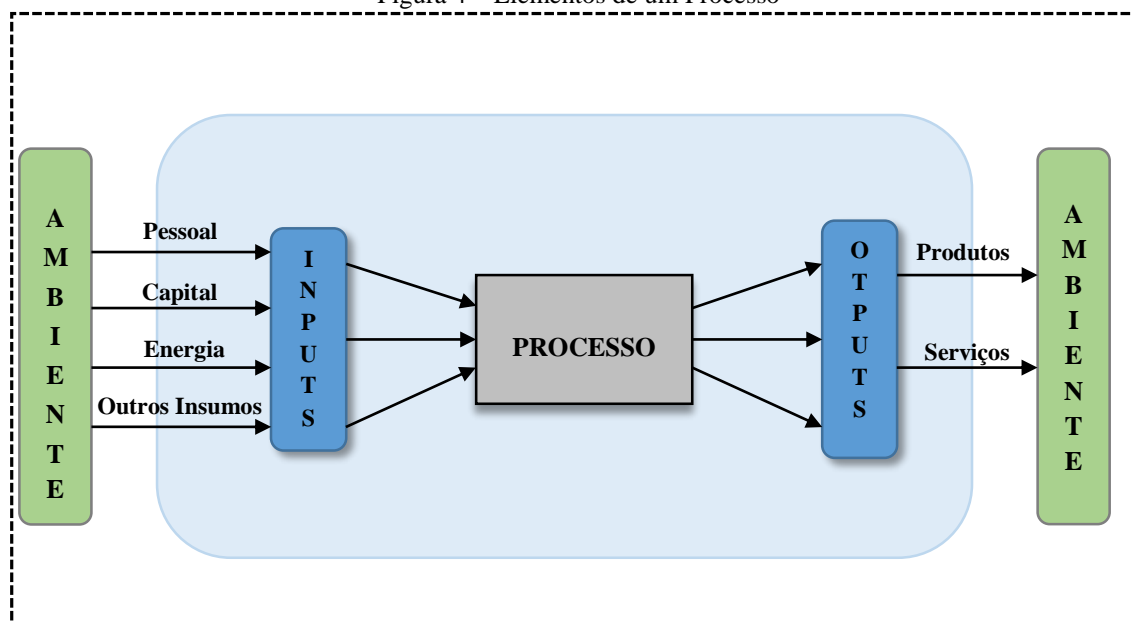 AMBIENTE
Pessoal
Capital
Energia
Outros Insumos
INPUTS
PROCESSO
OTPUTS
Produtos
Serviços
AMBIENTE